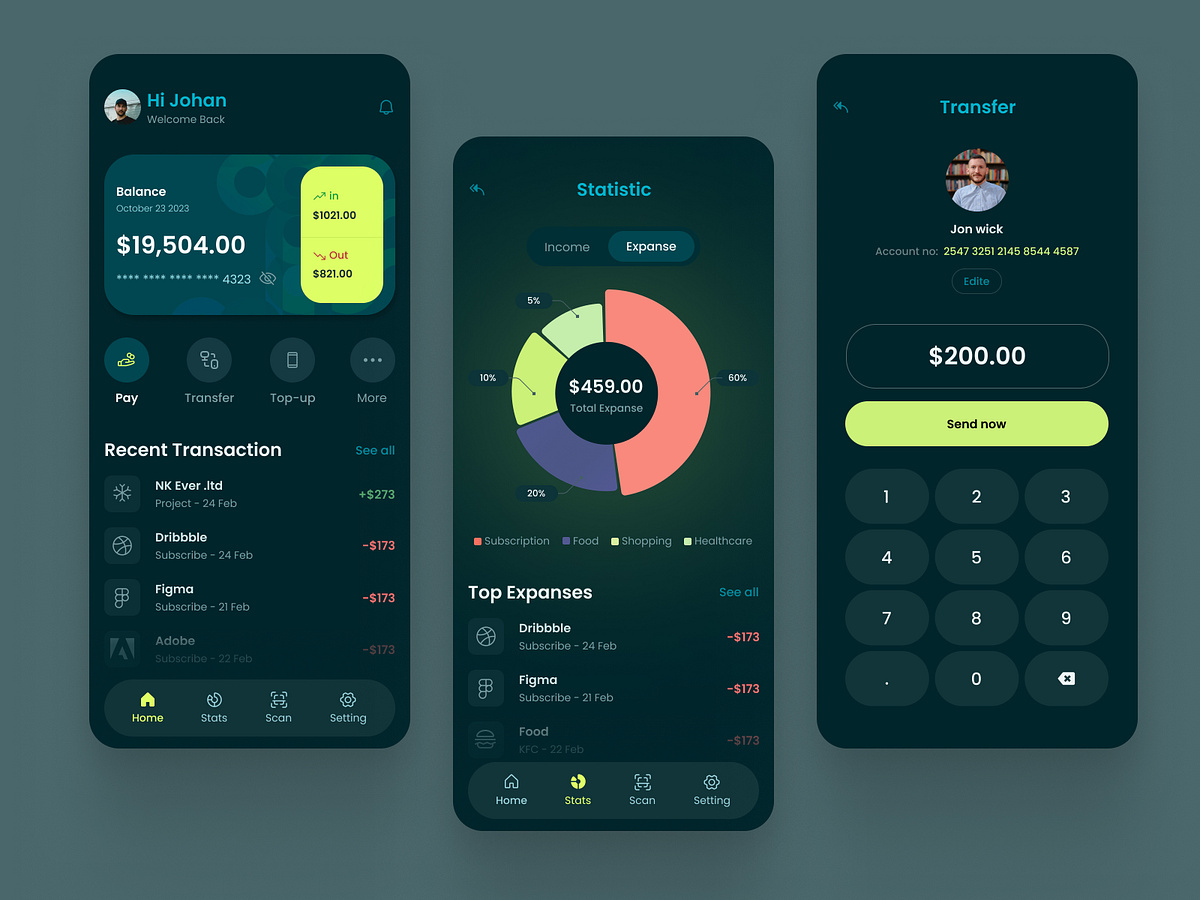 Hi Johan
Welcome Back
Balance
October 23 2023
$19,504.00
**** **** **** **** 4323
in
$1021.00
Out
$821.00
Pay
Transfer
Top-up
More
Recent Transaction
See all
NK Ever .ltd
Project - 24 Feb
+$273
Dribbble
Subscribe - 24 Feb
-$173
Figma
Subscribe - 21 Feb
-$173
Adobe
Subscribe - 22 Feb
-$173
Home
Stats
Scan
Setting
Statistic
Income
Expanse
5%
10%
60%
20%
$459.00
Total Expanse
Subscription
Food
Shopping
Healthcare
Top Expanses
See all
Dribbble
Subscribe - 24 Feb
-$173
Figma
Subscribe - 21 Feb
-$173
Food
KFC - 22 Feb
-$173
Home
Stats
Scan
Setting
Transfer
Jon wick
Account no: 2547 3251 2145 8544 4587
Edite
$200.00
Send now
1 2 3
4 5 6
7 8 9
. 0